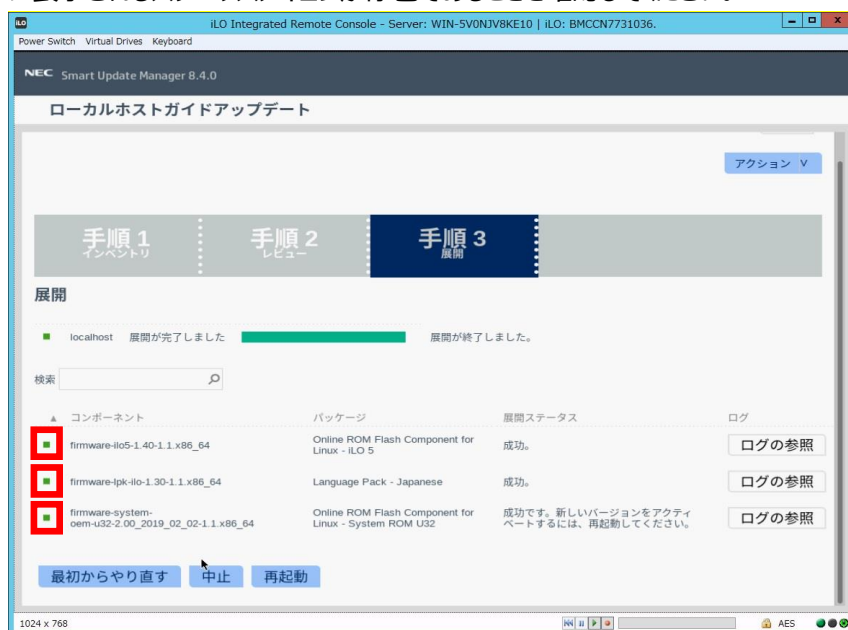 iLO Integrated Remote Console - Server: WIN-5V0NJV8KE10 | iLO: BMCCN7731036.
Power Switch Virtual Drives Keyboard
NEC Smart Update Manager 8.4.0
ローカルホストガイドアップデート
アクション
手順 1
インベントリ
手順 2
レビュー
手順 3
展開
展開
localhost 展開が完了しました 展開が終了しました。
検索
コンポーネント パッケージ 展開ステータス ログ
firmware-ilo5-1.40-1.1.x86_64 Online ROM Flash Component for 成功。 ログの参照
Linux - iLO 5
firmware-lpk-ilo-1.30-1.1.x86_64 Language Pack - Japanese 成功。 ログの参照
firmware-system- Online ROM Flash Component for 成功です。新しいバージョンをアクティ ログの参照
oem-u32-2.00_2019_02_02-1.1.x86_64 Linux - System ROM U32 ベートするには、再起動してください。
最初からやり直す 中止 再起動
1024 x 768 AES